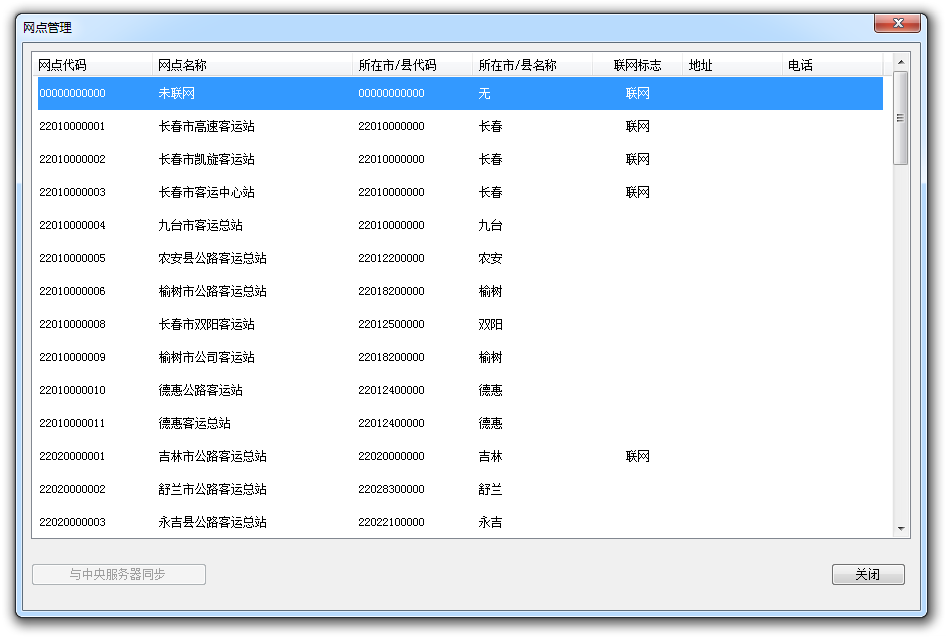 网点管理
网点代码 网点名称 所在市/县代码 所在市/县名称 联网标志 地址 电话
00000000000 未联网 00000000000 无 联网
22010000001 长春市高速客运站 22010000000 长春 联网
22010000002 长春市凯旋客运站 22010000000 长春 联网
22010000003 长春市客运中心站 22010000000 长春 联网
22010000004 九台市客运总站 22010000000 九台
22010000005 农安县公路客运总站 22012200000 农安
22010000006 榆树市公路客运总站 22018200000 榆树
22010000008 长春市双阳客运站 22012500000 双阳
22010000009 榆树市公司客运站 22018200000 榆树
22010000010 德惠公路客运站 22012400000 德惠
22010000011 德惠客运总站 22012400000 德惠
22020000001 吉林市公路客运总站 22020000000 吉林 联网
22020000002 舒兰市公路客运总站 22028300000 舒兰
22020000003 永吉县公路客运总站 22022100000 永吉
与中央服务器同步 关闭